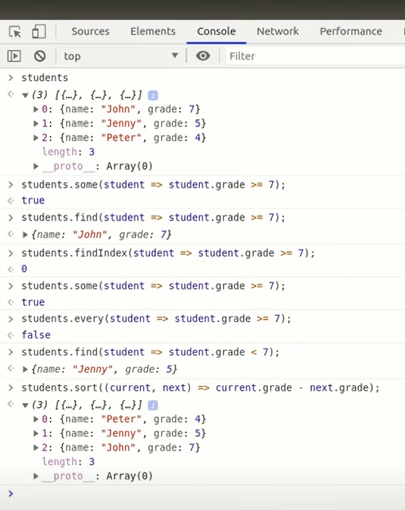 Sources Elements Console Network Performance
top Filter
> students
<· ▼ (3) [{…}, {…}, {…}] i
▶ 0: {name: "John", grade: 7}
▶ 1: {name: "Jenny", grade: 5}
▶ 2: {name: "Peter", grade: 4}
length: 3
▶ __proto__: Array(0)
> students.some(student => student.grade >= 7);
<· true
> students.find(student => student.grade >= 7);
<· ▶ {name: "John", grade: 7}
> students.findIndex(student => student.grade >= 7);
<· 0
> students.some(student => student.grade >= 7);
<· true
> students.every(student => student.grade >= 7);
<· false
> students.find(student => student.grade < 7);
<· ▶ {name: "Jenny", grade: 5}
> students.sort((current, next) => current.grade - next.grade);
<· ▼ (3) [{…}, {…}, {…}] i
▶ 0: {name: "Peter", grade: 4}
▶ 1: {name: "Jenny", grade: 5}
▶ 2: {name: "John", grade: 7}
length: 3
▶ __proto__: Array(0)
>